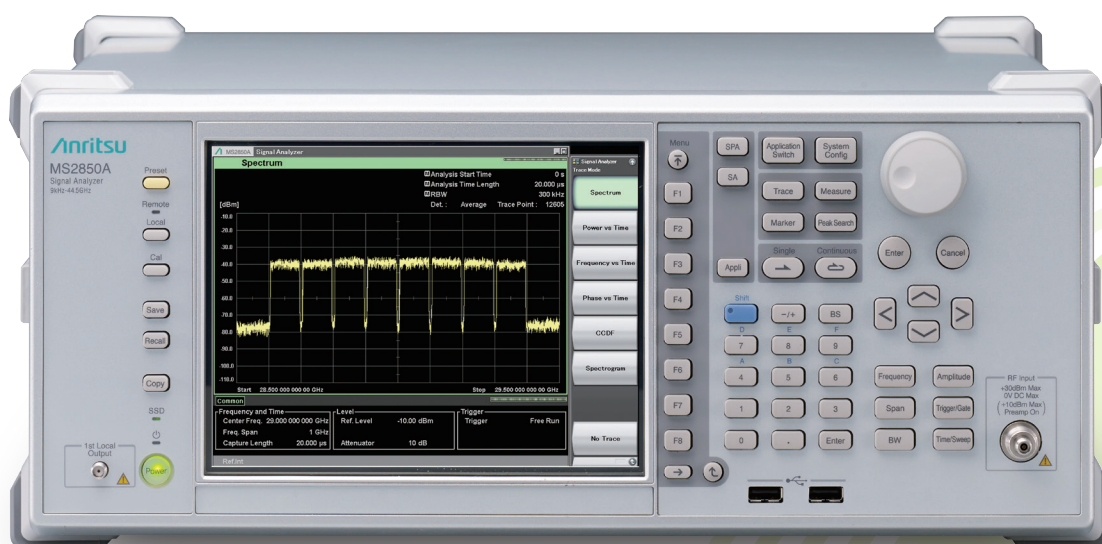 Anritsu
MS2850A
Signal Analyzer
9kHz-44.5GHz
Preset
Remote
Local
Cal
Save
Recall
Copy
SSD
1st Local
Output
Power
MS2850A Signal Analyzer
Spectrum
Analysis Start Time 0 s
Analysis Time Length 20.000 µs
RBW 300 kHz
Det. : Average Trace Point : 12605
[dBm]
-10.0
-20.0
-30.0
-40.0
-50.0
-60.0
-70.0
-80.0
-90.0
-100.0
-110.0
Start 28.500 000 000 00 GHz Stop 29.500 000 000 00 GHz
Common
Frequency and Time
Center Freq. 29.000 000 000 GHz
Freq. Span 1 GHz
Capture Length 20.000 µs
Level
Ref. Level -10.00 dBm
Attenuator 10 dB
Trigger
Trigger Free Run
Ref.Int
Signal Analyzer
Trace Mode
Spectrum
Power vs Time
Frequency vs Time
Phase vs Time
CCDF
Spectrogram
No Trace
Menu
F1
F2
F3
F4
F5
F6
F7
F8
SPA
SA
Appli
Application
Switch
System
Config
Trace
Measure
Marker
Peak Search
Single
Continuous
Enter
Cancel
Shift
-/+
BS
D
E
F
7
8
9
A
B
C
4
5
6
1
2
3
0
.
Enter
Frequency
Amplitude
Span
Trigger/Gate
BW
Time/Sweep
RF Input
+30dBm Max
0V DC Max
(+10dBm Max
Preamp On)